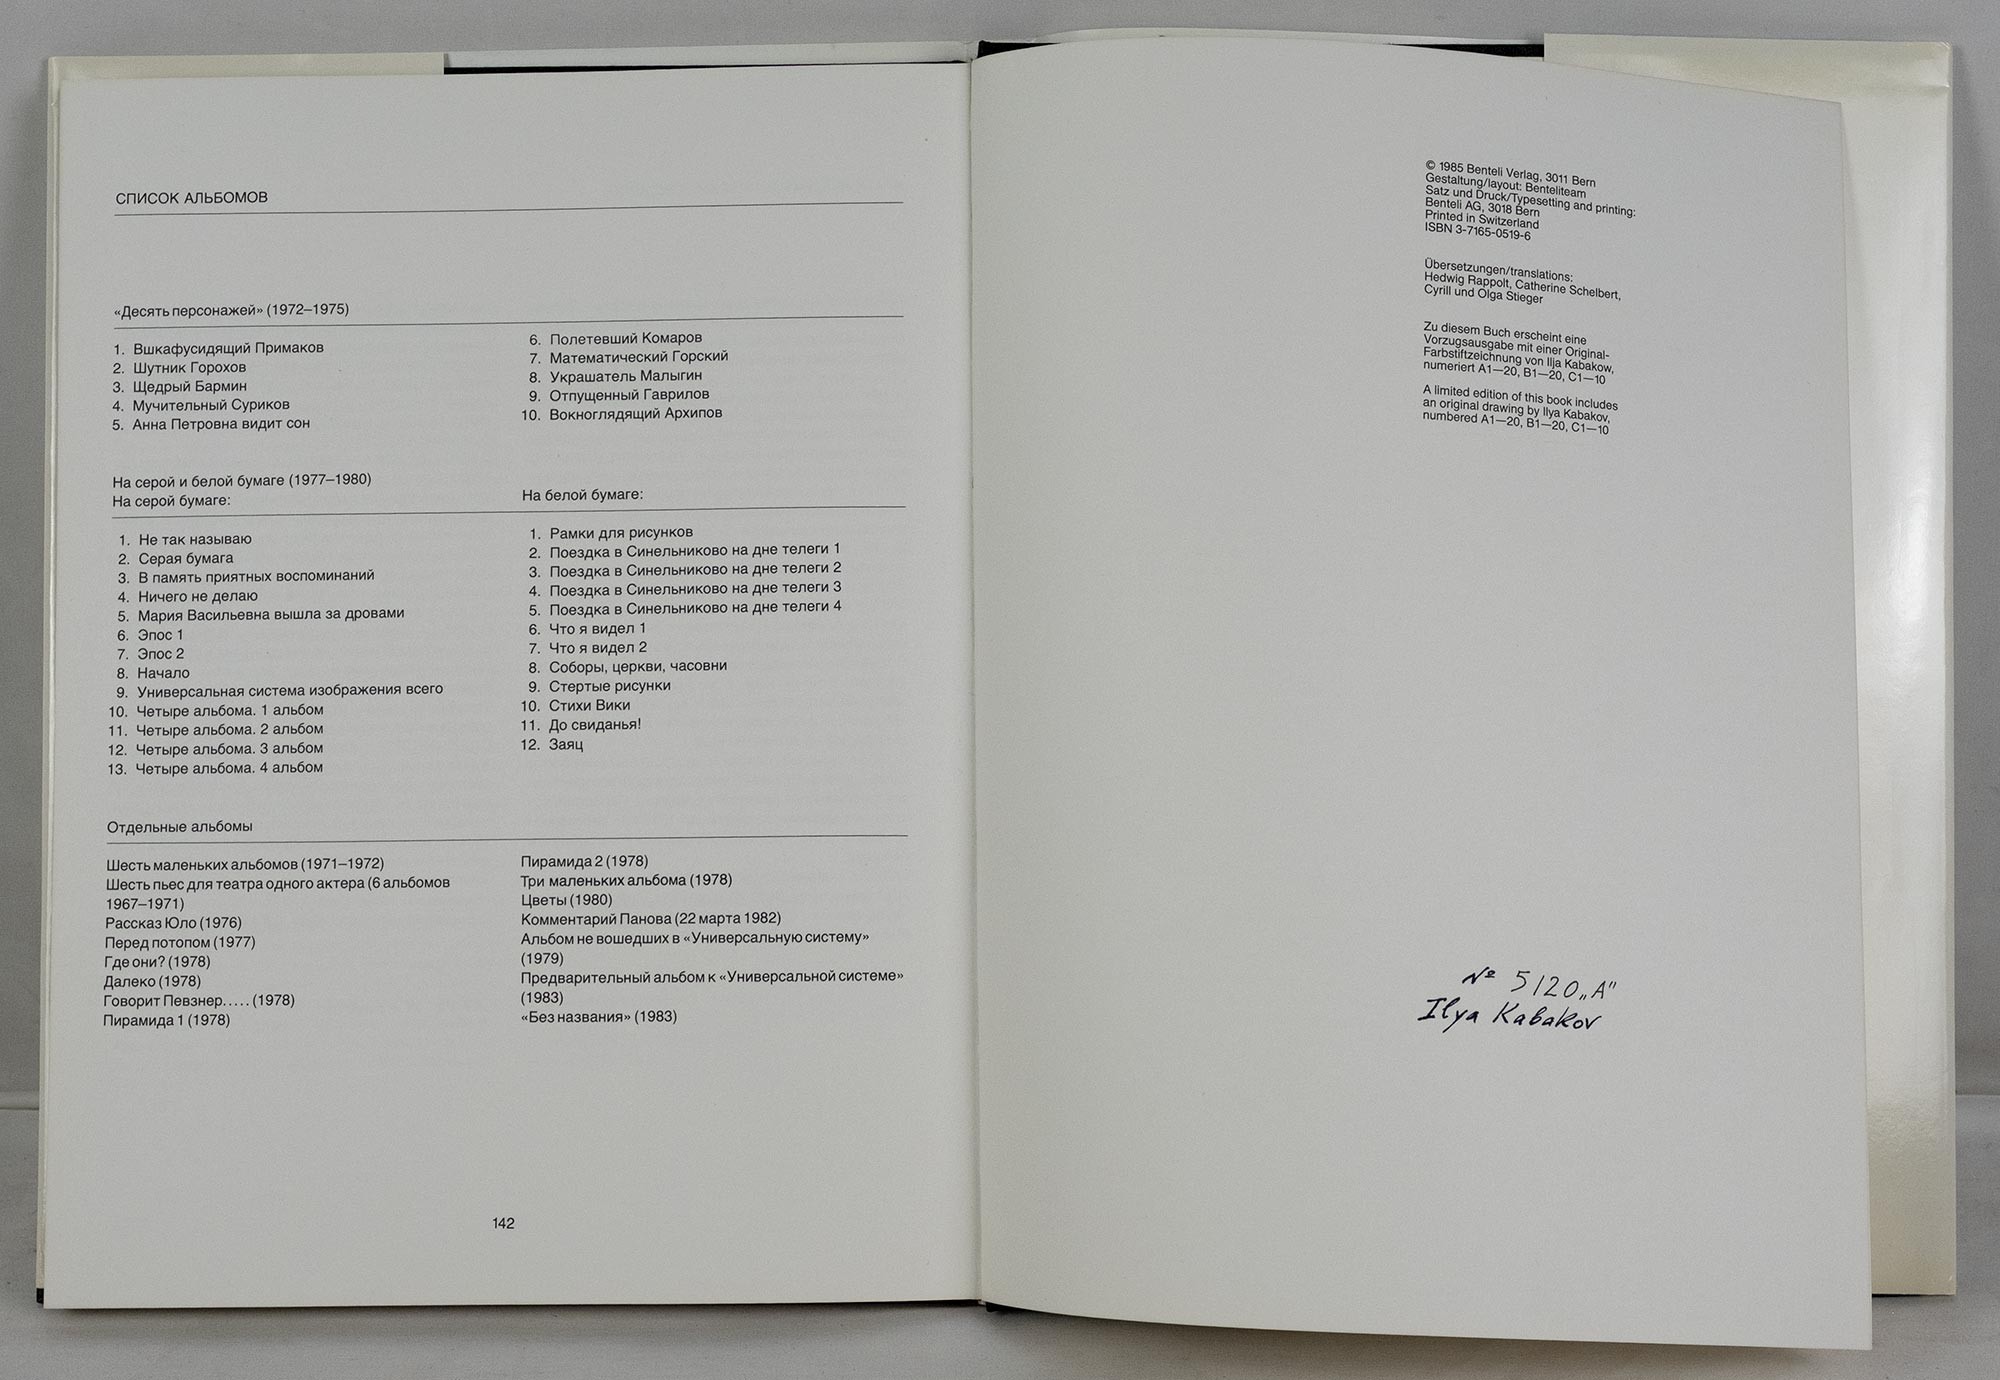 СПИСОК АЛЬБОМОВ
«Десять персонажей» (1972–1975)
1. Вшкафусидящий Примаков
2. Шутник Горохов
3. Щедрый Бармин
4. Мучительный Суриков
5. Анна Петровна видит сон
6. Полетевший Комаров
7. Математический Горский
8. Украшатель Малыгин
9. Отпущенный Гаврилов
10. Вокноглядящий Архипов
На серой и белой бумаге (1977–1980)
На серой бумаге:
1. Не так называю
2. Серая бумага
3. В память приятных воспоминаний
4. Ничего не делаю
5. Мария Васильевна вышла за дровами
6. Эпос 1
7. Эпос 2
8. Начало
9. Универсальная система изображения всего
10. Четыре альбома. 1 альбом
11. Четыре альбома. 2 альбом
12. Четыре альбома. 3 альбом
13. Четыре альбома. 4 альбом
На белой бумаге:
1. Рамки для рисунков
2. Поездка в Синельниково на дне телеги 1
3. Поездка в Синельниково на дне телеги 2
4. Поездка в Синельниково на дне телеги 3
5. Поездка в Синельниково на дне телеги 4
6. Что я видел 1
7. Что я видел 2
8. Соборы, церкви, часовни
9. Стертые рисунки
10. Стихи Вики
11. До свиданья!
12. Заяц
Отдельные альбомы
Шесть маленьких альбомов (1971–1972)
Шесть пьес для театра одного актера (6 альбомов
1967–1971)
Рассказ Юло (1976)
Перед потопом (1977)
Где они? (1978)
Далеко (1978)
Говорит Певзнер..... (1978)
Пирамида 1 (1978)
Пирамида 2 (1978)
Три маленьких альбома (1978)
Цветы (1980)
Комментарий Панова (22 марта 1982)
Альбом не вошедших в «Универсальную систему»
(1979)
Предварительный альбом к «Универсальной системе»
(1983)
«Без названия» (1983)
142
© 1985 Benteli Verlag, 3011 Bern
Gestaltung/layout: Benteliteam
Satz und Druck/Typesetting and printing:
Benteli AG, 3018 Bern
Printed in Switzerland
ISBN 3-7165-0519-6
Übersetzungen/translations:
Hedwig Rappolt, Catherine Schelbert,
Cyrill und Olga Stieger
Zu diesem Buch erscheint eine
Vorzugsausgabe mit einer Original-
Farbstiftzeichnung von Ilja Kabakow,
numeriert A1—20, B1—20, C1—10
A limited edition of this book includes
an original drawing by Ilya Kabakov,
numbered A1—20, B1—20, C1—10
№ 5/20 „A"
Ilya Kabakov